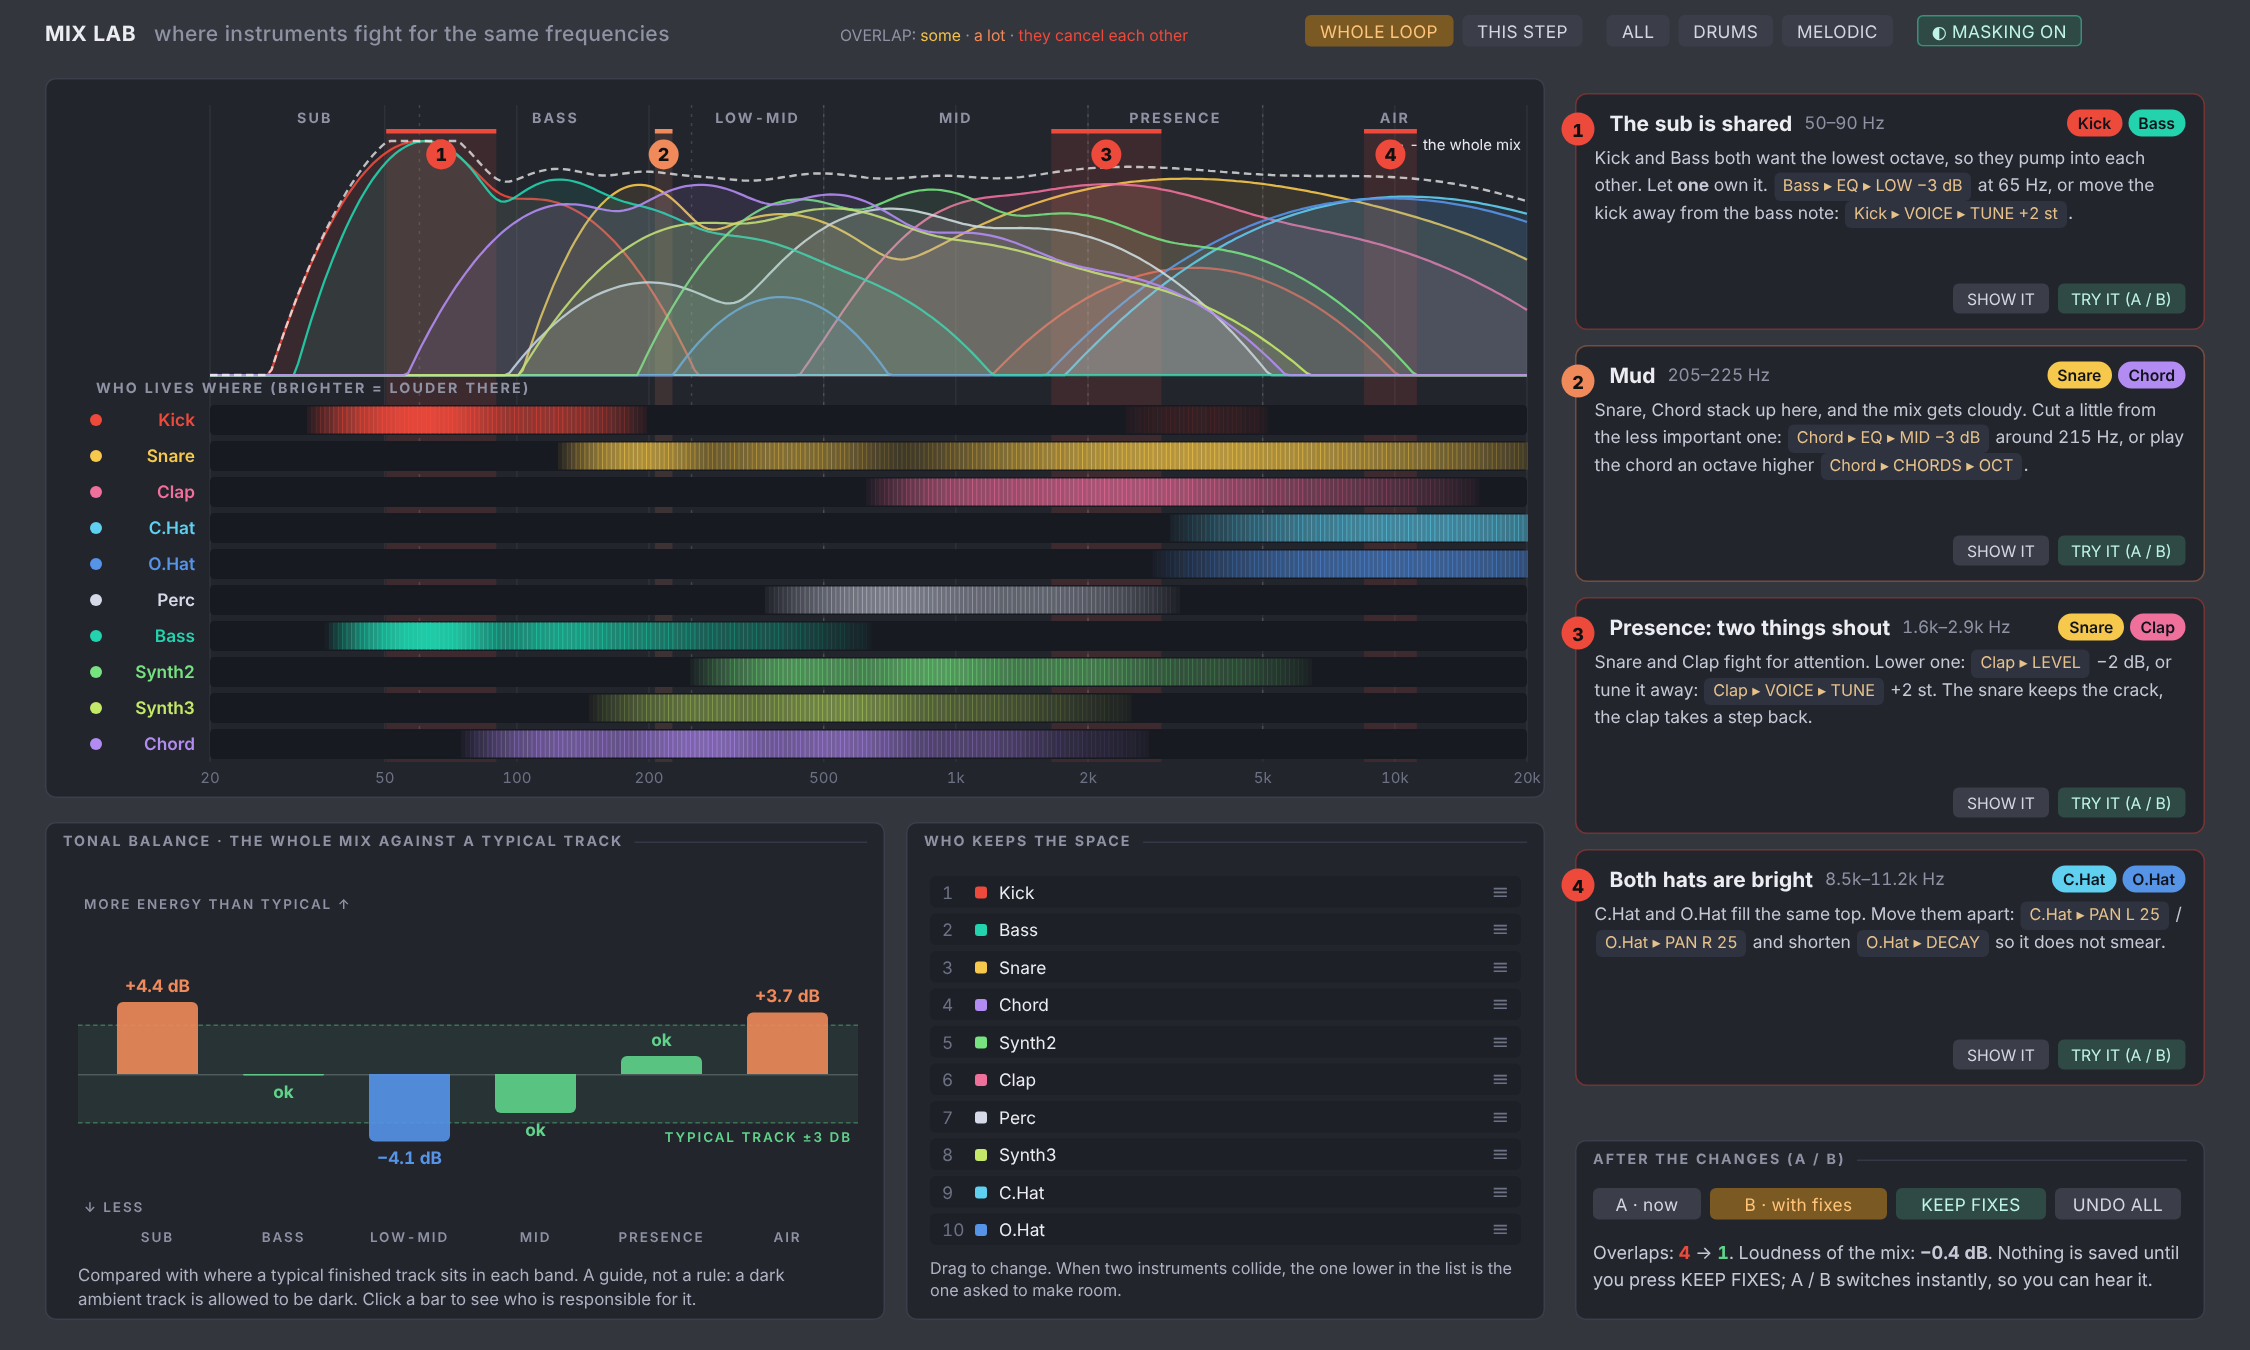 MIX LAB where instruments fight for the same frequencies
OVERLAP: some · a lot · they cancel each other
WHOLE LOOP THIS STEP ALL DRUMS MELODIC ◐ MASKING ON
SUB BASS LOW-MID MID PRESENCE AIR
1 2 3 4 - the whole mix
WHO LIVES WHERE (BRIGHTER = LOUDER THERE)
Kick
Snare
Clap
C.Hat
O.Hat
Perc
Bass
Synth2
Synth3
Chord
20 50 100 200 500 1k 2k 5k 10k 20k
1 The sub is shared 50–90 Hz Kick Bass
Kick and Bass both want the lowest octave, so they pump into each
other. Let one own it. Bass ▸ EQ ▸ LOW −3 dB at 65 Hz, or move the
kick away from the bass note: Kick ▸ VOICE ▸ TUNE +2 st .
SHOW IT TRY IT (A / B)
2 Mud 205–225 Hz Snare Chord
Snare, Chord stack up here, and the mix gets cloudy. Cut a little from
the less important one: Chord ▸ EQ ▸ MID −3 dB around 215 Hz, or play
the chord an octave higher Chord ▸ CHORDS ▸ OCT .
SHOW IT TRY IT (A / B)
3 Presence: two things shout 1.6k–2.9k Hz Snare Clap
Snare and Clap fight for attention. Lower one: Clap ▸ LEVEL −2 dB, or
tune it away: Clap ▸ VOICE ▸ TUNE +2 st. The snare keeps the crack,
the clap takes a step back.
SHOW IT TRY IT (A / B)
4 Both hats are bright 8.5k–11.2k Hz C.Hat O.Hat
C.Hat and O.Hat fill the same top. Move them apart: C.Hat ▸ PAN L 25 /
O.Hat ▸ PAN R 25 and shorten O.Hat ▸ DECAY so it does not smear.
SHOW IT TRY IT (A / B)
TONAL BALANCE · THE WHOLE MIX AGAINST A TYPICAL TRACK
MORE ENERGY THAN TYPICAL ↑
+4.4 dB
ok
−4.1 dB
ok
ok
+3.7 dB
TYPICAL TRACK ±3 DB
↓ LESS
SUB BASS LOW-MID MID PRESENCE AIR
Compared with where a typical finished track sits in each band. A guide, not a rule: a dark
ambient track is allowed to be dark. Click a bar to see who is responsible for it.
WHO KEEPS THE SPACE
1 Kick
2 Bass
3 Snare
4 Chord
5 Synth2
6 Clap
7 Perc
8 Synth3
9 C.Hat
10 O.Hat
Drag to change. When two instruments collide, the one lower in the list is the
one asked to make room.
AFTER THE CHANGES (A / B)
A · now B · with fixes KEEP FIXES UNDO ALL
Overlaps: 4 → 1. Loudness of the mix: −0.4 dB. Nothing is saved until
you press KEEP FIXES; A / B switches instantly, so you can hear it.